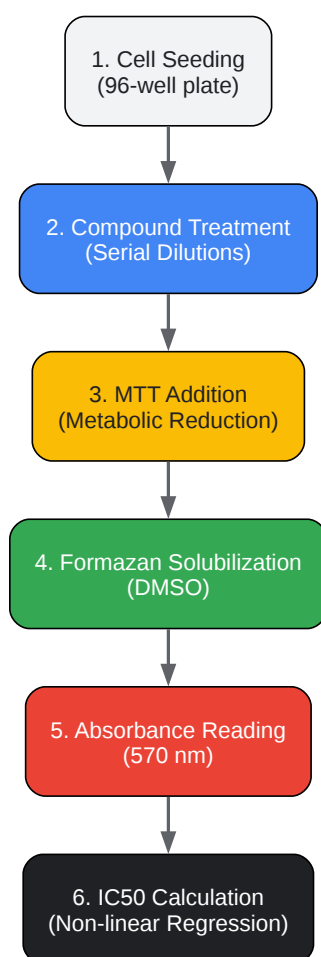 1. Cell Seeding
(96-well plate)
2. Compound Treatment
(Serial Dilutions)
3. MTT Addition
(Metabolic Reduction)
4. Formazan Solubilization
(DMSO)
5. Absorbance Reading
(570 nm)
6. IC50 Calculation
(Non-linear Regression)